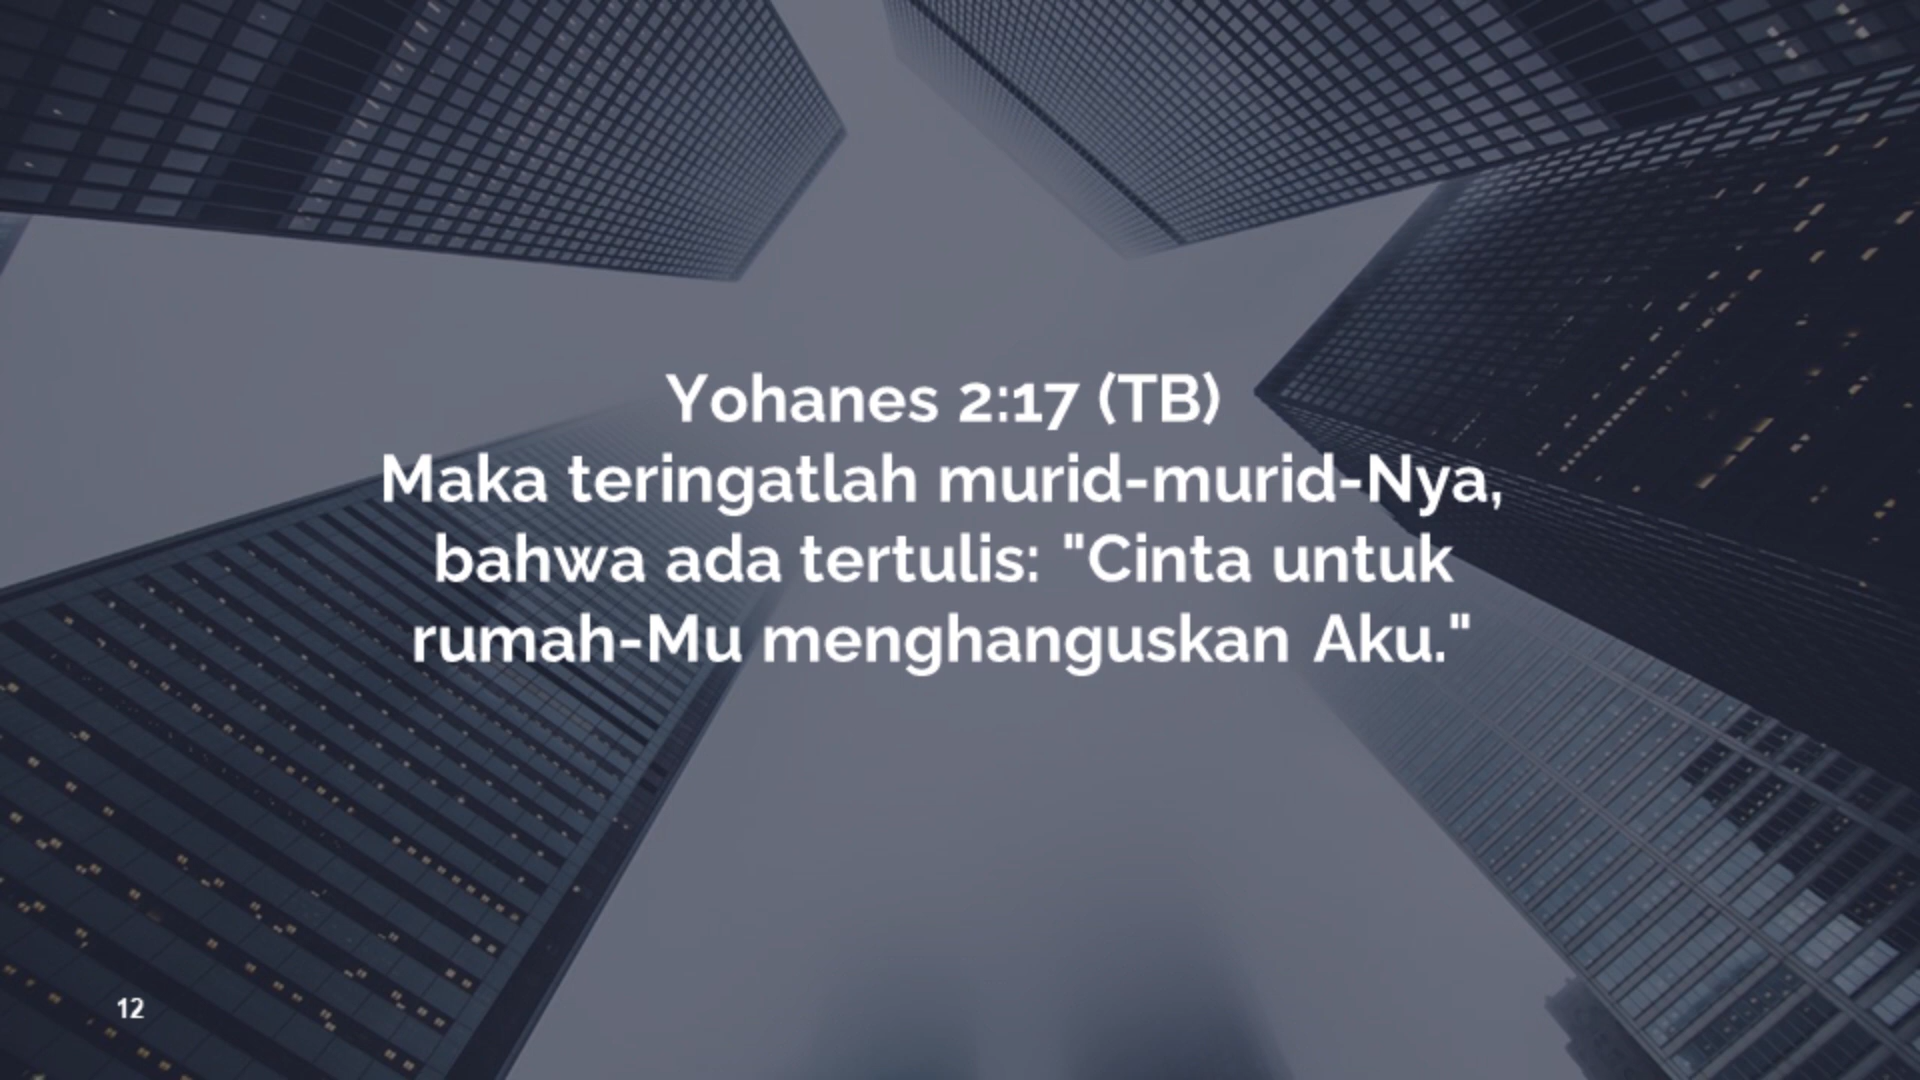 Yohanes 2:17 (TB)
Maka teringatlah murid-murid-Nya,
bahwa ada tertulis: "Cinta untuk
rumah-Mu menghanguskan Aku."
12